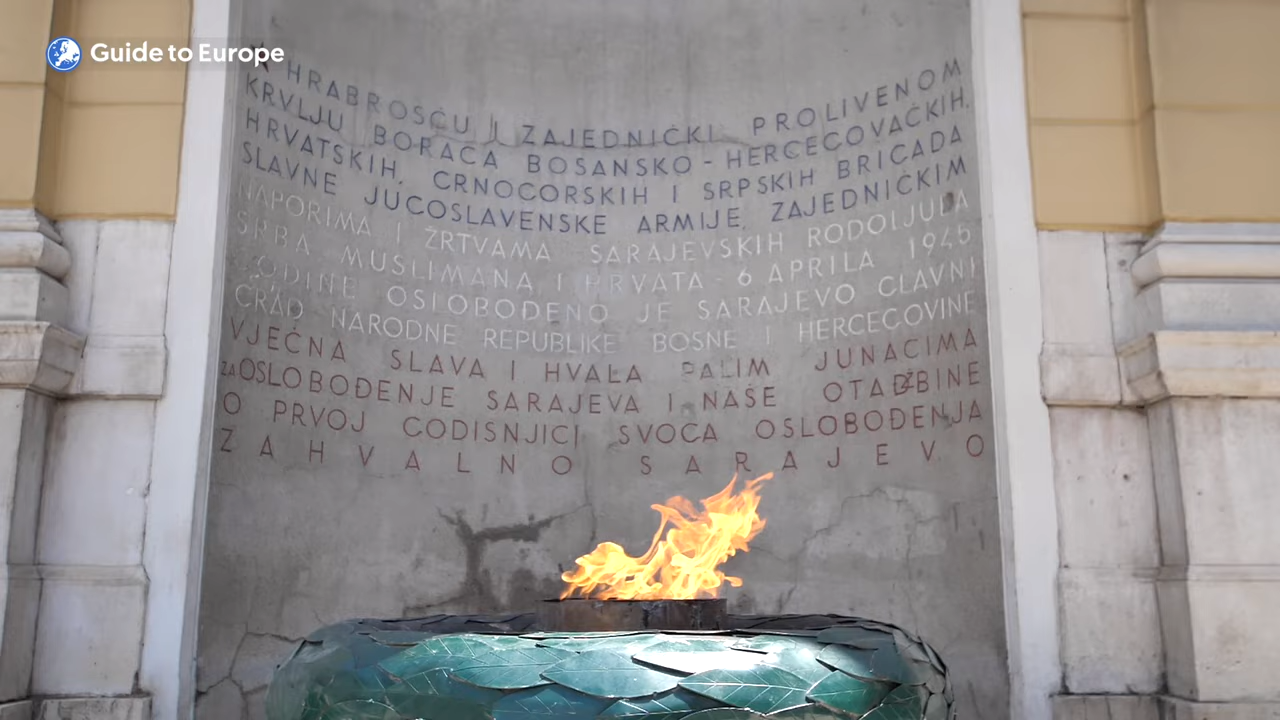 Guide to Europe
HRABROŠĆU I ZAJEDNIČKI PROLIVENOM
KRVLJU BORACA BOSANSKO-HERCEGOVAČKIH,
HRVATSKIH, CRNOGORSKIH I SRPSKIH BRIGADA
SLAVNE JUGOSLAVENSKE ARMIJE, ZAJEDNIČKIM
NAPORIMA I ŽRTVAMA SARAJEVSKIH RODOLJUBA
SRBA MUSLIMANA I HRVATA - 6 APRILA 1945
GODINE OSLOBOĐENO JE SARAJEVO GLAVNI
GRAD NARODNE REPUBLIKE BOSNE I HERCEGOVINE
VJEČNA SLAVA I HVALA PALIM JUNACIMA
ZA OSLOBOĐENJE SARAJEVA I NAŠE OTADŽBINE
O PRVOJ GODIŠNJICI SVOGA OSLOBOĐENJA
ZAHVALNO SARAJEVO